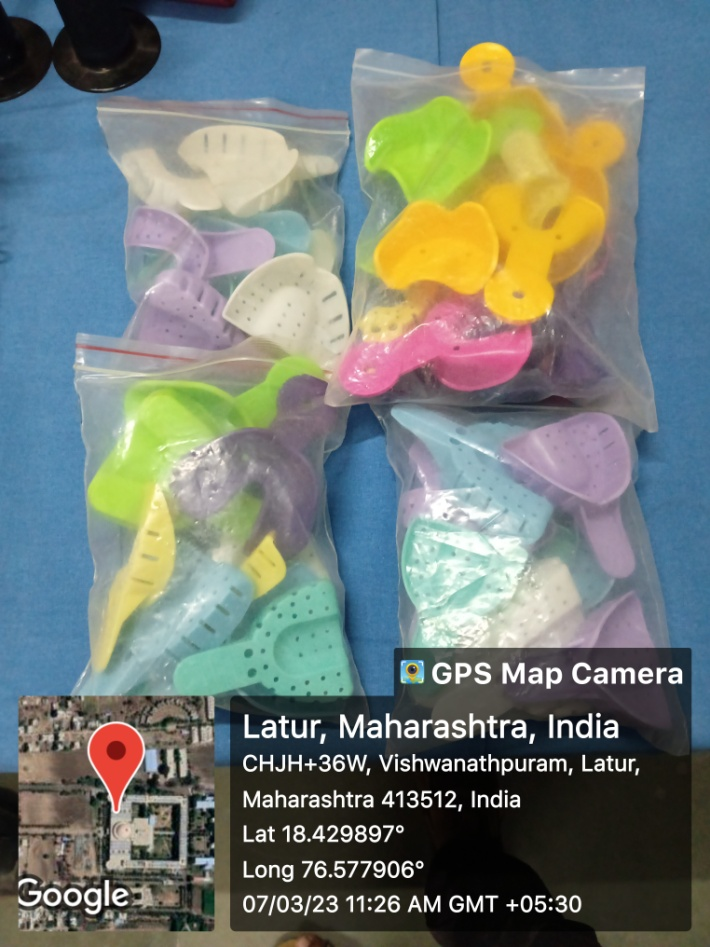 GPS Map Camera
Latur, Maharashtra, India
CHJH+36W, Vishwanathpuram, Latur,
Maharashtra 413512, India
Lat 18.429897°
Long 76.577906°
07/03/23 11:26 AM GMT +05:30
Google